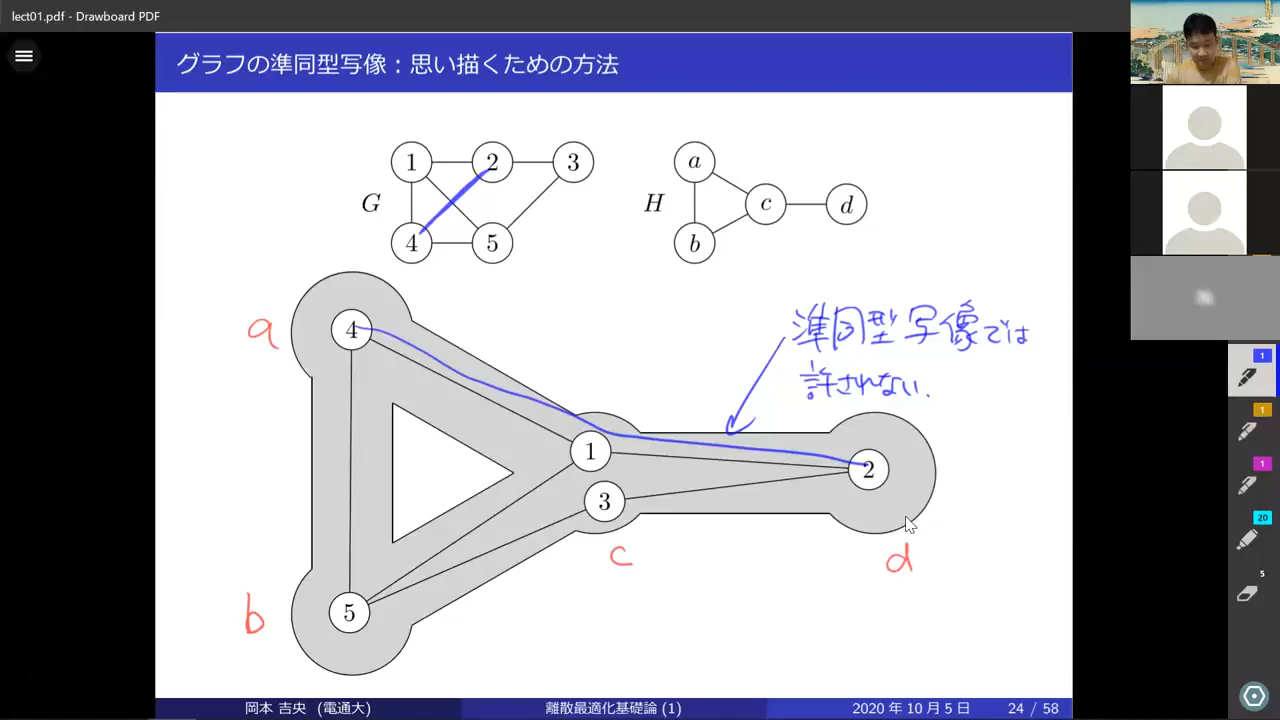 lect01.pdf - Drawboard PDF
グラフの準同型写像：思い描くための方法
1 2 3
G
4 5
a
H c d
b
準同型写像では
許されない.
a 4
1
2
3
c
d
b 5
1
1
1
20
5
岡本 吉央 (電通大) 離散最適化基礎論 (1) 2020 年 10 月 5 日 24 / 58